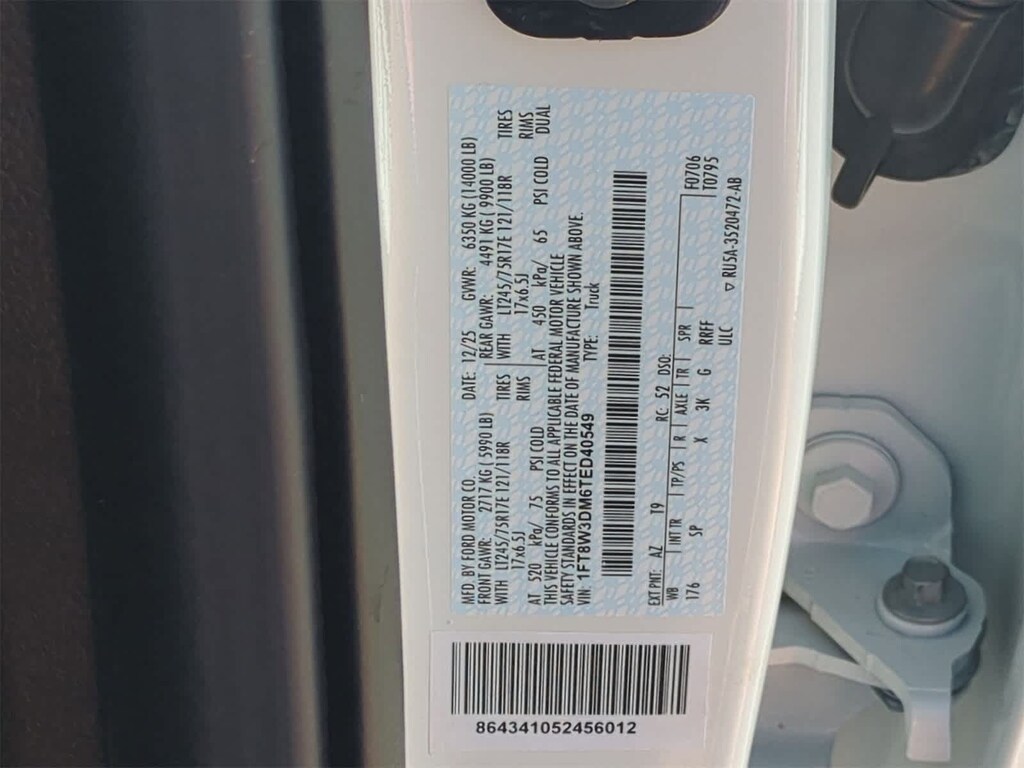 MFD. BY FORD MOTOR CO.
DATE: 12/25 GVWR: 6350 KG (14000 LB)
FRONT GAWR: 2717 KG (5990 LB) REAR GAWR: 4491 KG (9900 LB)
WITH LT245/75R17E 121/118R TIRES WITH LT245/75R17E 121/118R TIRES
17x6.5J RIMS 17x6.5J RIMS
AT 520 kPa/ 75 PSI COLD AT 450 kPa/ 65 PSI COLD DUAL
THIS VEHICLE CONFORMS TO ALL APPLICABLE FEDERAL MOTOR VEHICLE
SAFETY STANDARDS IN EFFECT ON THE DATE OF MANUFACTURE SHOWN ABOVE.
VIN: 1FT8W3DM6TED40549 TYPE: Truck
F0706
EXT PNT: AZ T9 RC: 52 DSO: T0795
WB INTR TP/PS R AXLE TR SPR
176 SP X 3K G RRFF
ULC ▽ RU5A-3520472-AB
864341052456012